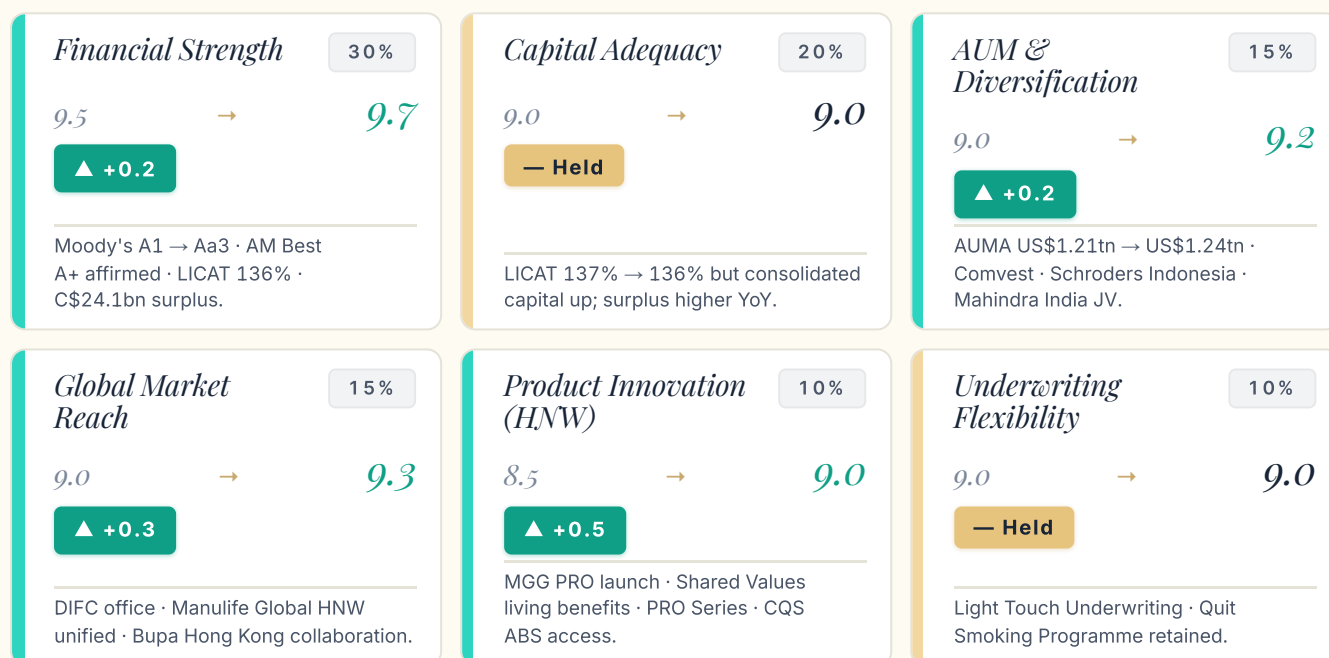 Financial Strength
30%
9.5 → 9.7
▲ +0.2
Moody's A1 → Aa3 · AM Best
A+ affirmed · LICAT 136% ·
C$24.1bn surplus.
Capital Adequacy
20%
9.0 → 9.0
— Held
LICAT 137% → 136% but consolidated
capital up; surplus higher YoY.
AUM &
Diversification
15%
9.0 → 9.2
▲ +0.2
AUMA US$1.21tn → US$1.24tn ·
Comvest · Schroders Indonesia ·
Mahindra India JV.
Global Market
Reach
15%
9.0 → 9.3
▲ +0.3
DIFC office · Manulife Global HNW
unified · Bupa Hong Kong collaboration.
Product Innovation
(HNW)
10%
8.5 → 9.0
▲ +0.5
MGG PRO launch · Shared Values
living benefits · PRO Series · CQS
ABS access.
Underwriting
Flexibility
10%
9.0 → 9.0
— Held
Light Touch Underwriting · Quit
Smoking Programme retained.